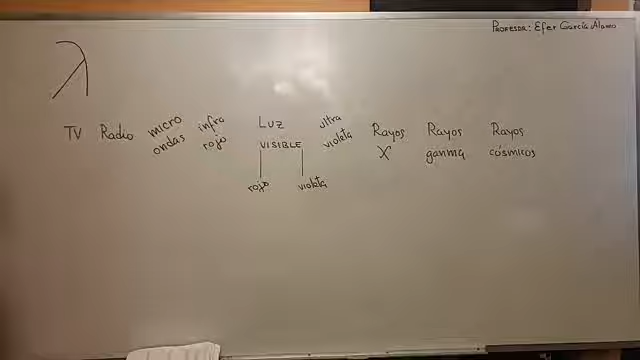 PROFESOR: Efer García Álamo
λ
TV Radio micro ondas infra rojo LUZ VISIBLE ultra violeta Rayos X Rayos gamma Rayos cósmicos
rojo violeta